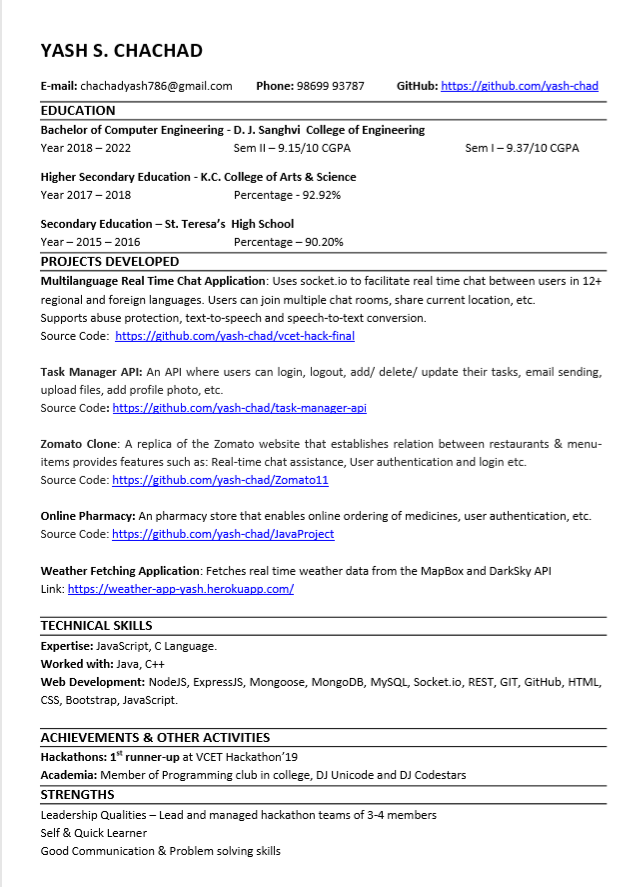 YASH S. CHACHAD
E-mail: chachadyash786@gmail.com Phone: 98699 93787 GitHub: https://github.com/yash-chad
EDUCATION
Bachelor of Computer Engineering - D. J. Sanghvi College of Engineering
Year 2018 – 2022 Sem II – 9.15/10 CGPA Sem I – 9.37/10 CGPA
Higher Secondary Education - K.C. College of Arts & Science
Year 2017 – 2018 Percentage - 92.92%
Secondary Education – St. Teresa's High School
Year – 2015 – 2016 Percentage – 90.20%
PROJECTS DEVELOPED
Multilanguage Real Time Chat Application: Uses socket.io to facilitate real time chat between users in 12+
regional and foreign languages. Users can join multiple chat rooms, share current location, etc.
Supports abuse protection, text-to-speech and speech-to-text conversion.
Source Code: https://github.com/yash-chad/vcet-hack-final
Task Manager API: An API where users can login, logout, add/ delete/ update their tasks, email sending,
upload files, add profile photo, etc.
Source Code: https://github.com/yash-chad/task-manager-api
Zomato Clone: A replica of the Zomato website that establishes relation between restaurants & menu-
items provides features such as: Real-time chat assistance, User authentication and login etc.
Source Code: https://github.com/yash-chad/Zomato11
Online Pharmacy: An pharmacy store that enables online ordering of medicines, user authentication, etc.
Source Code: https://github.com/yash-chad/JavaProject
Weather Fetching Application: Fetches real time weather data from the MapBox and DarkSky API
Link: https://weather-app-yash.herokuapp.com/
TECHNICAL SKILLS
Expertise: JavaScript, C Language.
Worked with: Java, C++
Web Development: NodeJS, ExpressJS, Mongoose, MongoDB, MySQL, Socket.io, REST, GIT, GitHub, HTML,
CSS, Bootstrap, JavaScript.
ACHIEVEMENTS & OTHER ACTIVITIES
Hackathons: 1st runner-up at VCET Hackathon'19
Academia: Member of Programming club in college, DJ Unicode and DJ Codestars
STRENGTHS
Leadership Qualities – Lead and managed hackathon teams of 3-4 members
Self & Quick Learner
Good Communication & Problem solving skills